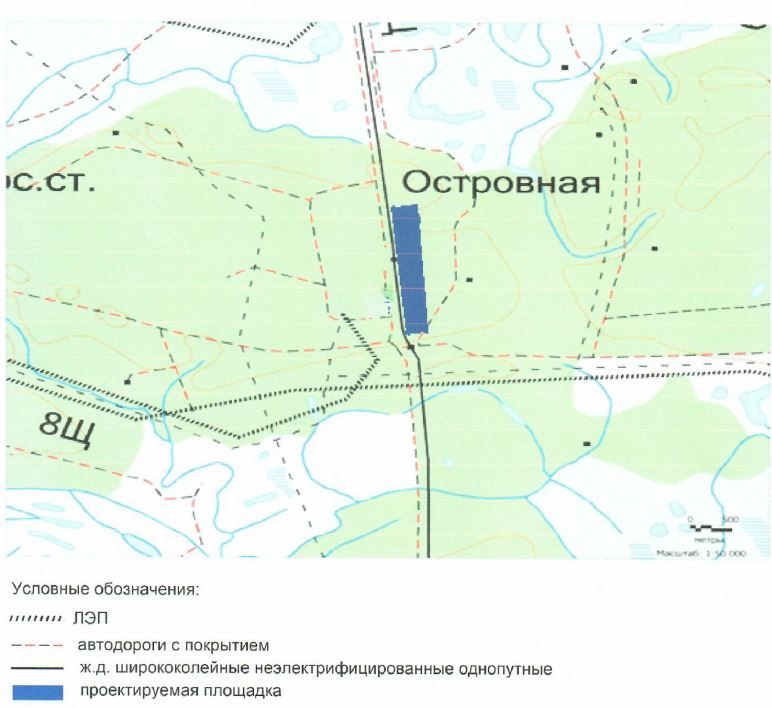 ос.ст.
Островная
8Щ
0 500
метры
Масштаб: 1:50 000
Условные обозначения:
ЛЭП
автодороги с покрытием
ж.д. ширококолейные неэлектрифицированные однопутные
проектируемая площадка